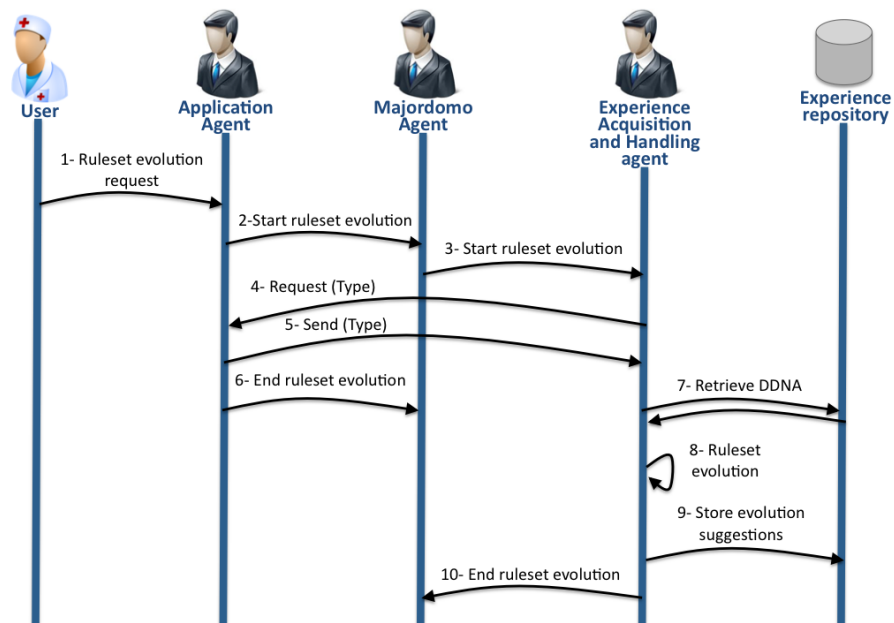 User
Application
Agent
Majordomo
Agent
Experience
Acquisition
and Handling
agent
Experience
repository
1- Ruleset evolution
request
2-Start ruleset evolution
3- Start ruleset evolution
4- Request (Type)
5- Send (Type)
6- End ruleset evolution
7- Retrieve DDNA
8- Ruleset
evolution
9- Store evolution
suggestions
10- End ruleset evolution